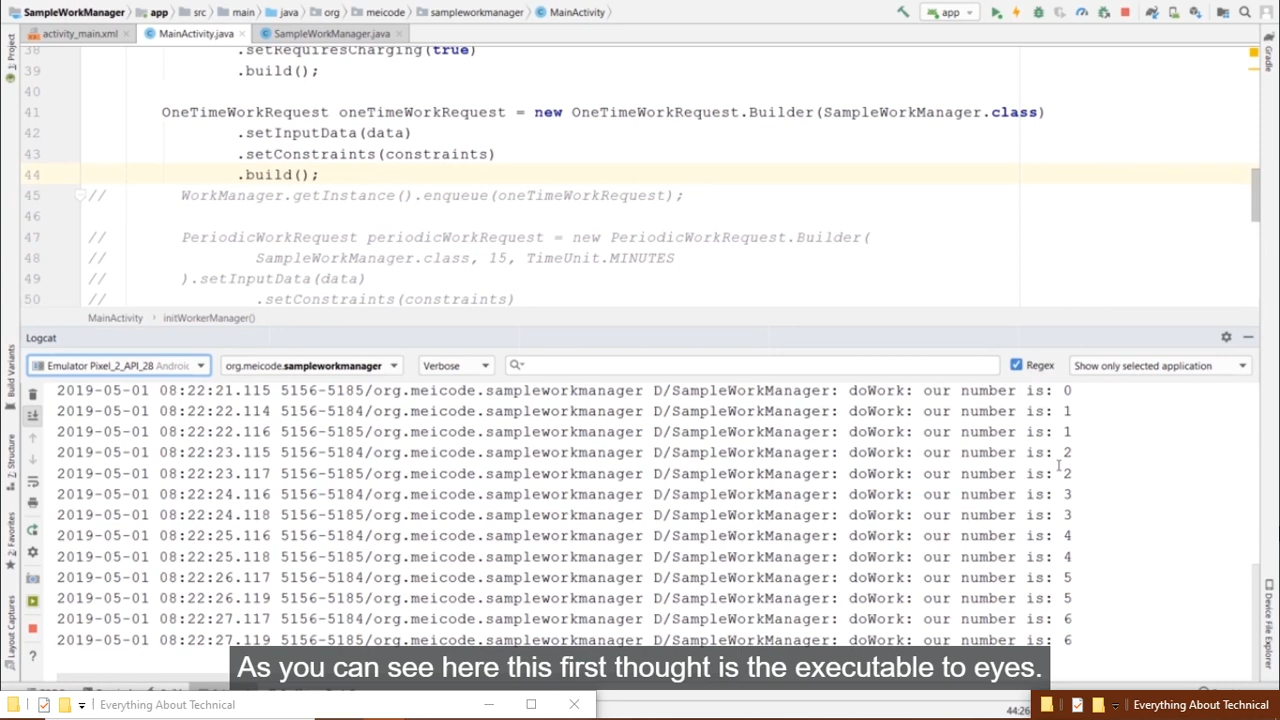 SampleWorkManager app src main java org meicode sampleworkmanager MainActivity app
activity_main.xml MainActivity.java SampleWorkManager.java
1: Project
Gradle
38 .setRequiresCharging(true)
39 .build();
40
41 OneTimeWorkRequest oneTimeWorkRequest = new OneTimeWorkRequest.Builder(SampleWorkManager.class)
42 .setInputData(data)
43 .setConstraints(constraints)
44 .build();
45 // WorkManager.getInstance().enqueue(oneTimeWorkRequest);
46
47 // PeriodicWorkRequest periodicWorkRequest = new PeriodicWorkRequest.Builder(
48 // SampleWorkManager.class, 15, TimeUnit.MINUTES
49 // ).setInputData(data)
50 // .setConstraints(constraints)
MainActivity › initWorkerManager()
Logcat
Build Variants
Emulator Pixel_2_API_28 Android org.meicode.sampleworkmanager Verbose Regex Show only selected application
2019-05-01 08:22:21.115 5156-5185/org.meicode.sampleworkmanager D/SampleWorkManager: doWork: our number is: 0
2019-05-01 08:22:22.114 5156-5184/org.meicode.sampleworkmanager D/SampleWorkManager: doWork: our number is: 1
2019-05-01 08:22:22.116 5156-5185/org.meicode.sampleworkmanager D/SampleWorkManager: doWork: our number is: 1
2019-05-01 08:22:23.115 5156-5184/org.meicode.sampleworkmanager D/SampleWorkManager: doWork: our number is: 2
2019-05-01 08:22:23.117 5156-5185/org.meicode.sampleworkmanager D/SampleWorkManager: doWork: our number is: 2
2019-05-01 08:22:24.116 5156-5184/org.meicode.sampleworkmanager D/SampleWorkManager: doWork: our number is: 3
2019-05-01 08:22:24.118 5156-5185/org.meicode.sampleworkmanager D/SampleWorkManager: doWork: our number is: 3
2019-05-01 08:22:25.116 5156-5184/org.meicode.sampleworkmanager D/SampleWorkManager: doWork: our number is: 4
2019-05-01 08:22:25.118 5156-5185/org.meicode.sampleworkmanager D/SampleWorkManager: doWork: our number is: 4
2019-05-01 08:22:26.117 5156-5184/org.meicode.sampleworkmanager D/SampleWorkManager: doWork: our number is: 5
2019-05-01 08:22:26.119 5156-5185/org.meicode.sampleworkmanager D/SampleWorkManager: doWork: our number is: 5
2019-05-01 08:22:27.117 5156-5184/org.meicode.sampleworkmanager D/SampleWorkManager: doWork: our number is: 6
2019-05-01 08:22:27.119 5156-5185/org.meicode.sampleworkmanager D/SampleWorkManager: doWork: our number is: 6
7: Structure
2: Favorites
Layout Captures
Device File Explorer
As you can see here this first thought is the executable to eyes.
Everything About Technical
44:26
Everything About Technical